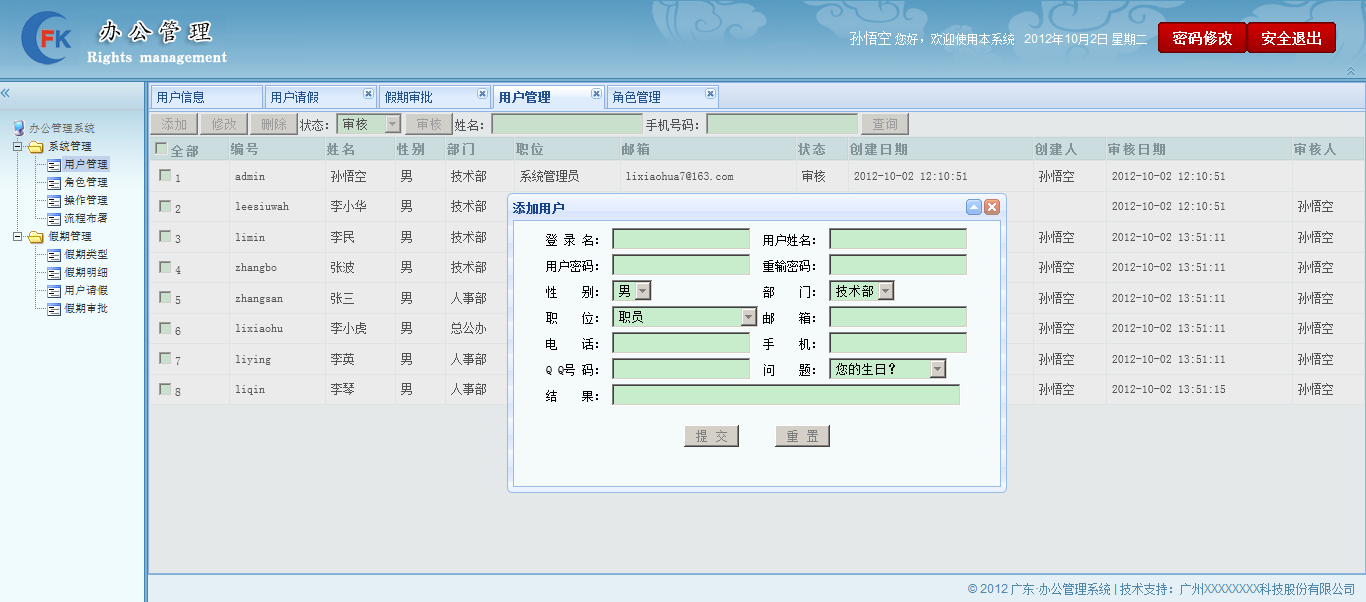 FK 办公管理
Rights management
孙悟空 您好，欢迎使用本系统 2012年10月2日 星期二 密码修改 安全退出
用户信息 用户请假 假期审批 用户管理 角色管理
添加 修改 删除 状态: 审核 审核 姓名: 手机号码: 查询
办公管理系统
系统管理
用户管理
角色管理
操作管理
流程布署
假期管理
假期类型
假期明细
用户请假
假期审批
全部 编号 姓名 性别 部门 职位 邮箱 状态 创建日期 创建人 审核日期 审核人
1 admin 孙悟空 男 技术部 系统管理员 lixiaohua7@163.com 审核 2012-10-02 12:10:51 孙悟空 2012-10-02 12:10:51
2 leesiuwah 李小华 男 技术部 2012-10-02 12:10:51 孙悟空
3 limin 李民 男 技术部 孙悟空 2012-10-02 13:51:11 孙悟空
4 zhangbo 张波 男 技术部 孙悟空 2012-10-02 13:51:11 孙悟空
5 zhangsan 张三 男 人事部 孙悟空 2012-10-02 13:51:11 孙悟空
6 lixiaohu 李小虎 男 总公办 孙悟空 2012-10-02 13:51:11 孙悟空
7 liying 李英 男 人事部 孙悟空 2012-10-02 13:51:11 孙悟空
8 liqin 李琴 男 人事部 孙悟空 2012-10-02 13:51:15 孙悟空
添加用户
登 录 名: 用户姓名:
用户密码: 重输密码:
性 别: 男 部 门: 技术部
职 位: 职员 邮 箱:
电 话: 手 机:
Q Q号 码: 问 题: 您的生日?
结 果:
提 交 重 置
© 2012 广东·办公管理系统 | 技术支持：广州XXXXXXXX科技股份有限公司